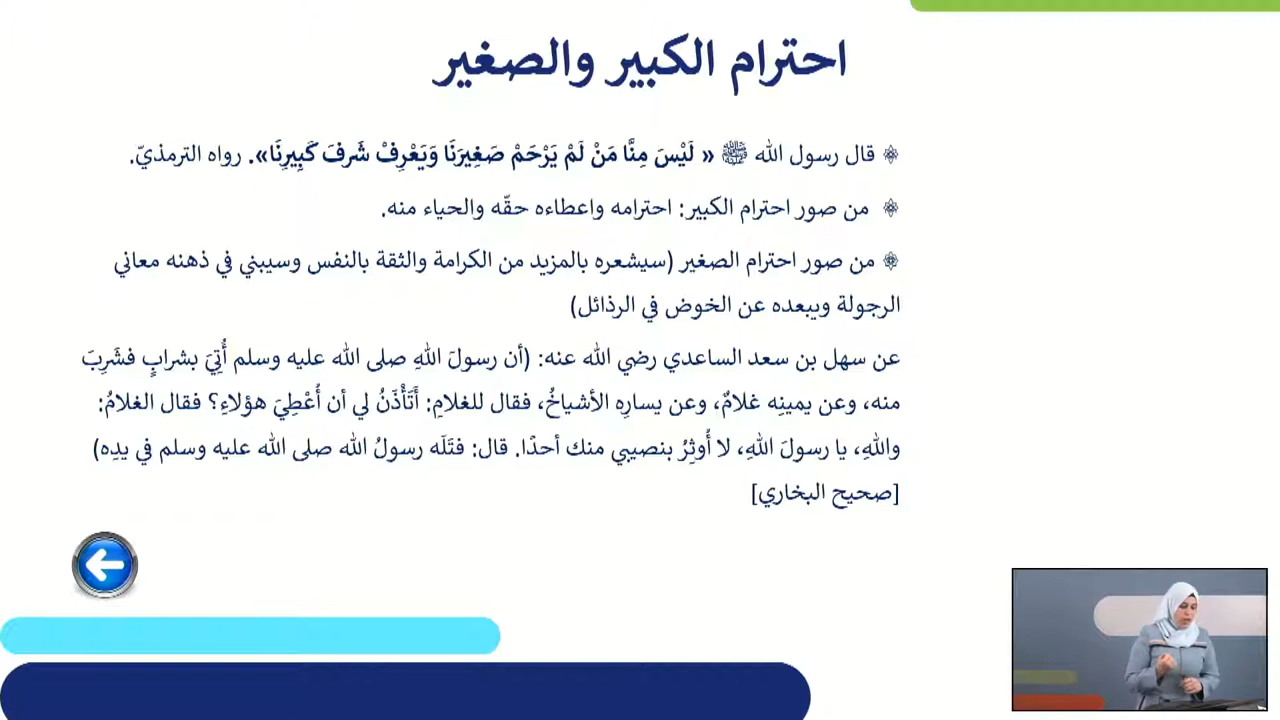 احترام الكبير والصغير
قال رسول الله ﷺ « لَيْسَ مِنَّا مَنْ لَمْ يَرْحَمْ صَغِيرَنَا وَيَعْرِفْ شَرفَ كَبِيرِنَا». رواه الترمذيّ.
من صور احترام الكبير: احترامه واعطاءه حقّه والحياء منه.
من صور احترام الصغير (سيشعره بالمزيد من الكرامة والثقة بالنفس وسيبني في ذهنه معاني
الرجولة ويبعده عن الخوض في الرذائل)
عن سهل بن سعد الساعدي رضي الله عنه: (أن رسولَ اللهِ صلى الله عليه وسلم أُتِيَ بشرابٍ فشَرِبَ
منه، وعن يمينِه غلامٌ، وعن يسارِه الأشياخُ، فقال للغلامِ: أَتَأْذَنُ لي أن أُعْطِيَ هؤلاءِ؟ فقال الغلامُ:
واللهِ، يا رسولَ اللهِ، لا أُوثِرُ بنصيبي منك أحدًا. قال: فتَلَه رسولُ الله صلى الله عليه وسلم في يدِه)
[صحيح البخاري]